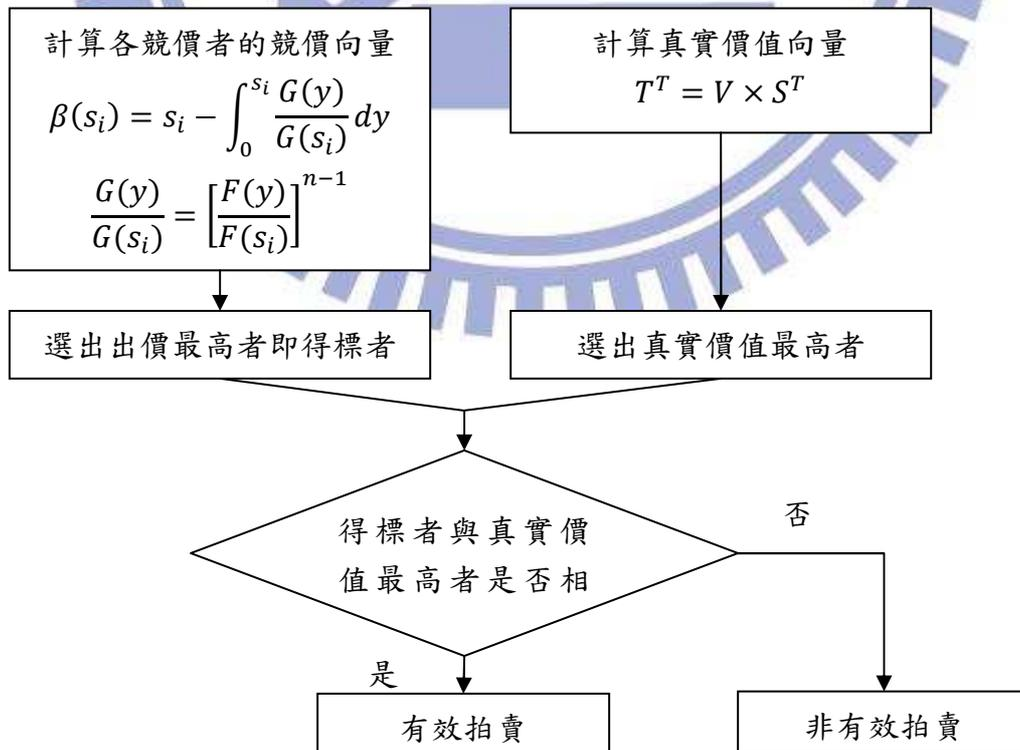 計算各競價者的競價向量
β(s_i) = s_i − ∫_0^{s_i} \frac{G(y)}{G(s_i)} dy
\frac{G(y)}{G(s_i)} = [\frac{F(y)}{F(s_i)}]^{n−1}
計算真實價值向量
T^T = V × S^T
選出出價最高者即得標者
選出真實價值最高者
得標者與真實價
值最高者是否相
否
是
有效拍賣
非有效拍賣